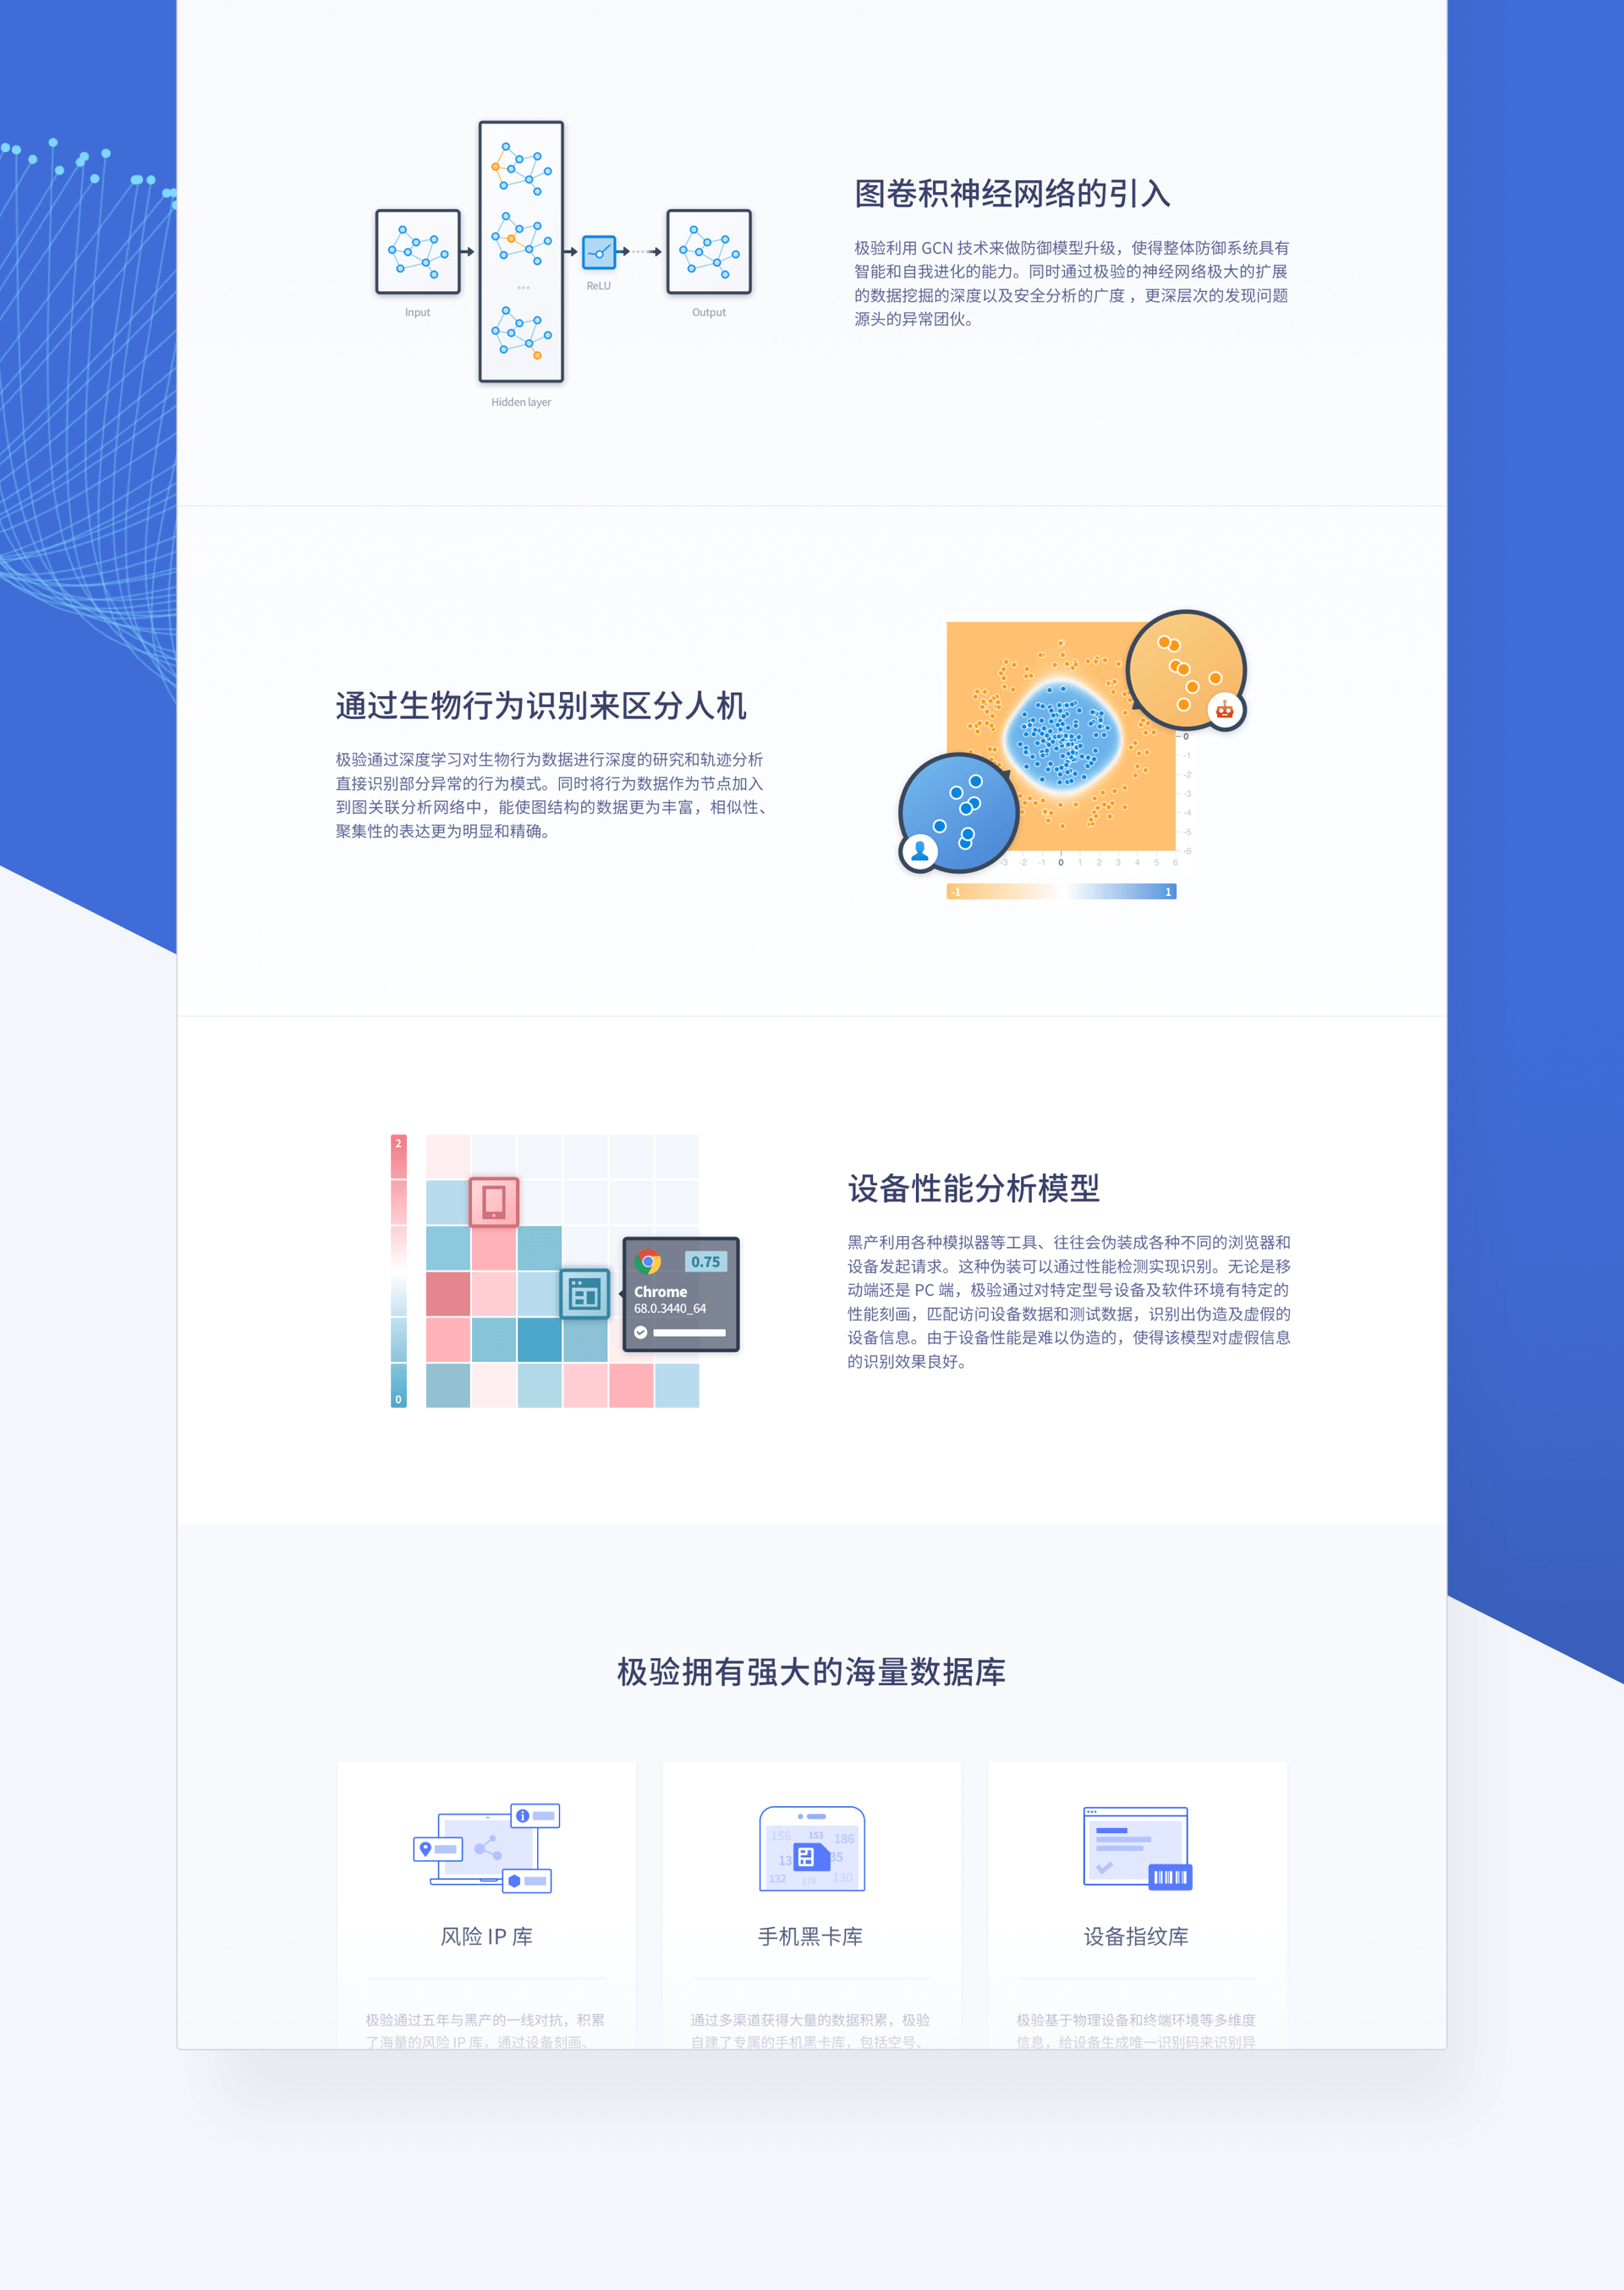 Input
Hidden layer
ReLU
Output
图卷积神经网络的引入
极验利用 GCN 技术来做防御模型升级，使得整体防御系统具有
智能和自我进化的能力。同时通过极验的神经网络极大的扩展
的数据挖掘的深度以及安全分析的广度 ，更深层次的发现问题
源头的异常团伙。
通过生物行为识别来区分人机
极验通过深度学习对生物行为数据进行深度的研究和轨迹分析
直接识别部分异常的行为模式。同时将行为数据作为节点加入
到图关联分析网络中，能使图结构的数据更为丰富，相似性、
聚集性的表达更为明显和精确。
0
-1
-2
-3
-4
-5
-6
-3 -2 -1 0 1 2 3 4 5 6
-1 1
2
0
0.75
Chrome
68.0.3440_64
设备性能分析模型
黑产利用各种模拟器等工具、往往会伪装成各种不同的浏览器和
设备发起请求。这种伪装可以通过性能检测实现识别。无论是移
动端还是 PC 端，极验通过对特定型号设备及软件环境有特定的
性能刻画，匹配访问设备数据和测试数据，识别出伪造及虚假的
设备信息。由于设备性能是难以伪造的，使得该模型对虚假信息
的识别效果良好。
极验拥有强大的海量数据库
156 153 186
13 35
132 176 130
风险 IP 库
极验通过五年与黑产的一线对抗，积累
了海量的风险 IP 库，通过设备刻画、
手机黑卡库
通过多渠道获得大量的数据积累，极验
自建了专属的手机黑卡库，包括空号、
设备指纹库
极验基于物理设备和终端环境等多维度
信息，给设备生成唯一识别码来识别异